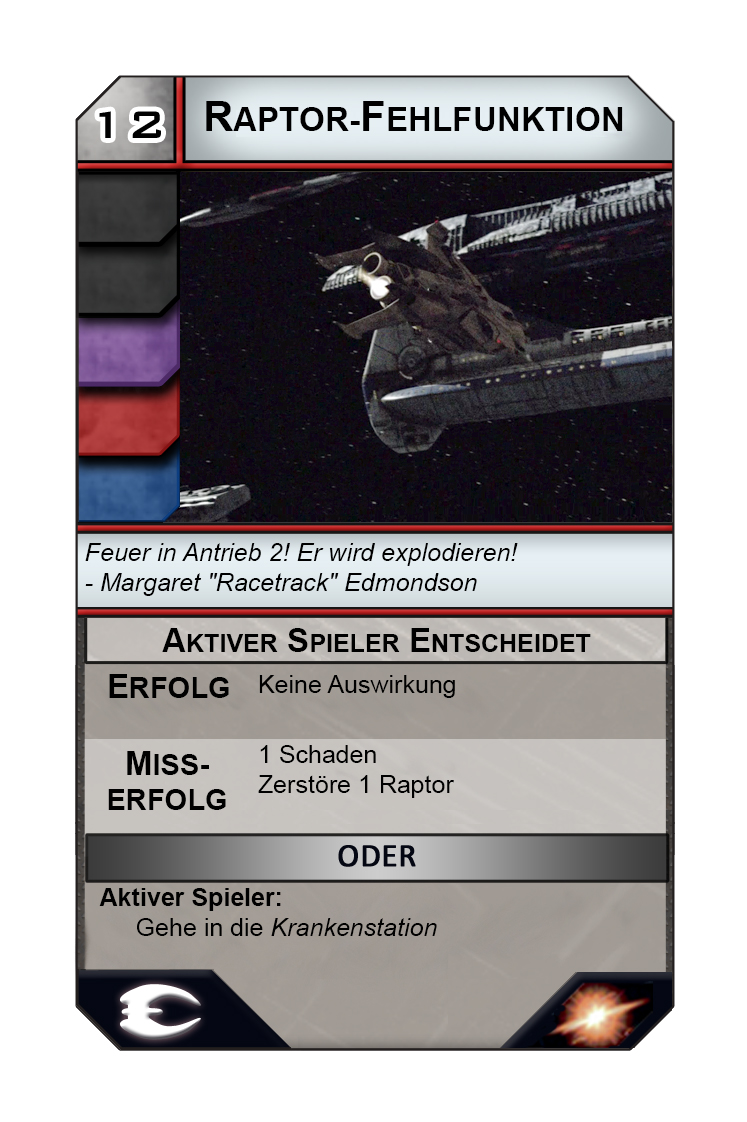 12
RAPTOR-FEHLFUNKTION
Feuer in Antrieb 2! Er wird explodieren!
- Margaret "Racetrack" Edmondson
AKTIVER SPIELER ENTSCHEIDET
ERFOLG
Keine Auswirkung
MISS-
ERFOLG
1 Schaden
Zerstöre 1 Raptor
ODER
Aktiver Spieler:
Gehe in die Krankenstation